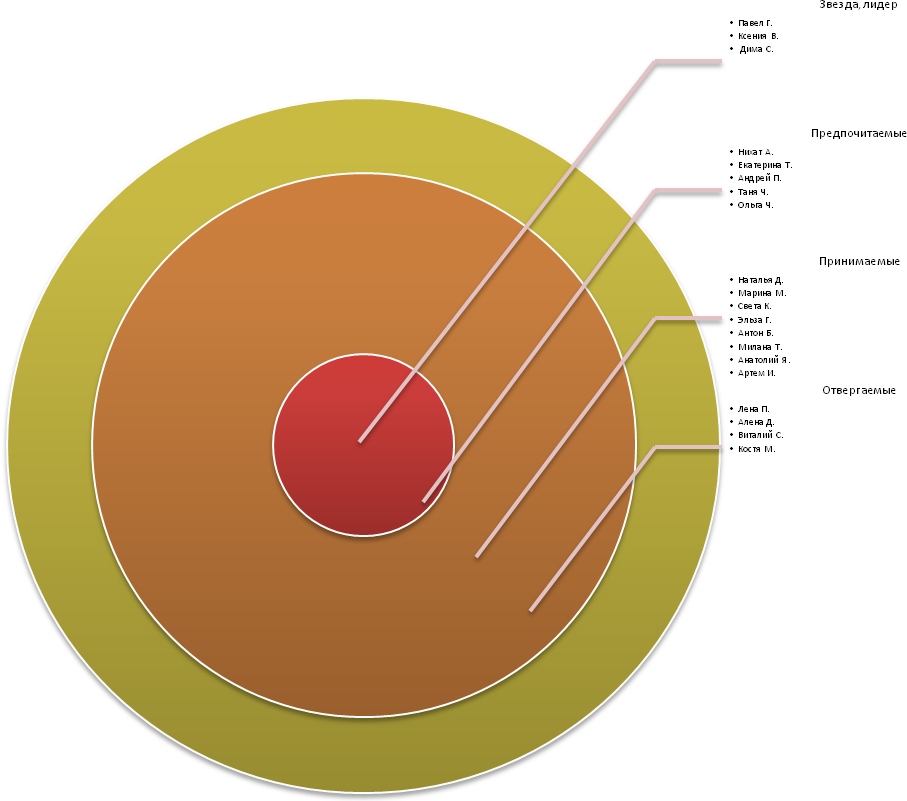 Звезда, лидер
• Павел Г.
• Ксения В.
• Дима С.
Предпочитаемые
• Никат А.
• Екатерина Т.
• Андрей П.
• Таня Ч.
• Ольга Ч.
Принимаемые
• Наталья Д.
• Марина М.
• Света К.
• Эльза Г.
• Антон Б.
• Милана Т.
• Анатолий Я.
• Артем И.
Отвергаемые
• Лена П.
• Алена Д.
• Виталий С.
• Костя М.